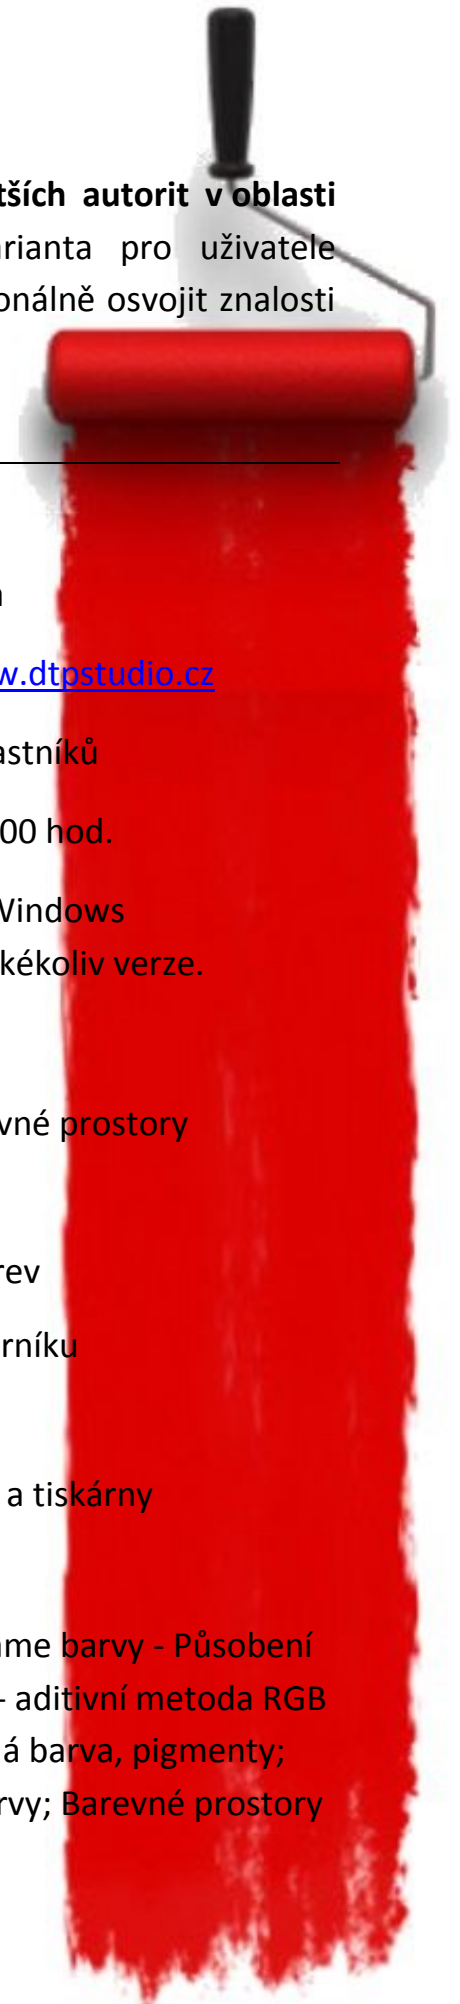 tších autorit v oblasti
arianta pro uživatele
onálně osvojit znalosti
w.dtpstudio.cz
astníků
00 hod.
Windows
kékoliv verze.
vné prostory
rev
rníku
a tiskárny
me barvy - Působení
- aditivní metoda RGB
á barva, pigmenty;
rvy; Barevné prostory